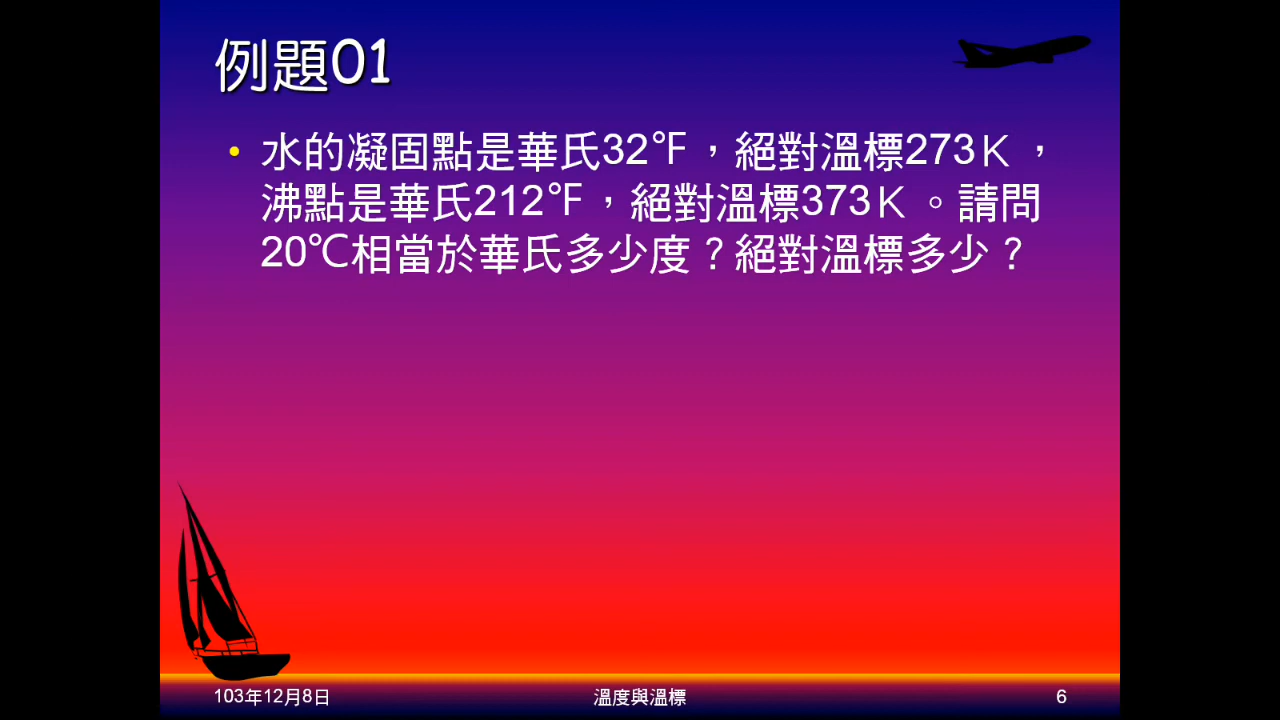 例題01
• 水的凝固點是華氏32℉，絕對溫標273Ｋ，
沸點是華氏212℉，絕對溫標373Ｋ。請問
20℃相當於華氏多少度？絕對溫標多少？
103年12月8日
溫度與溫標
6